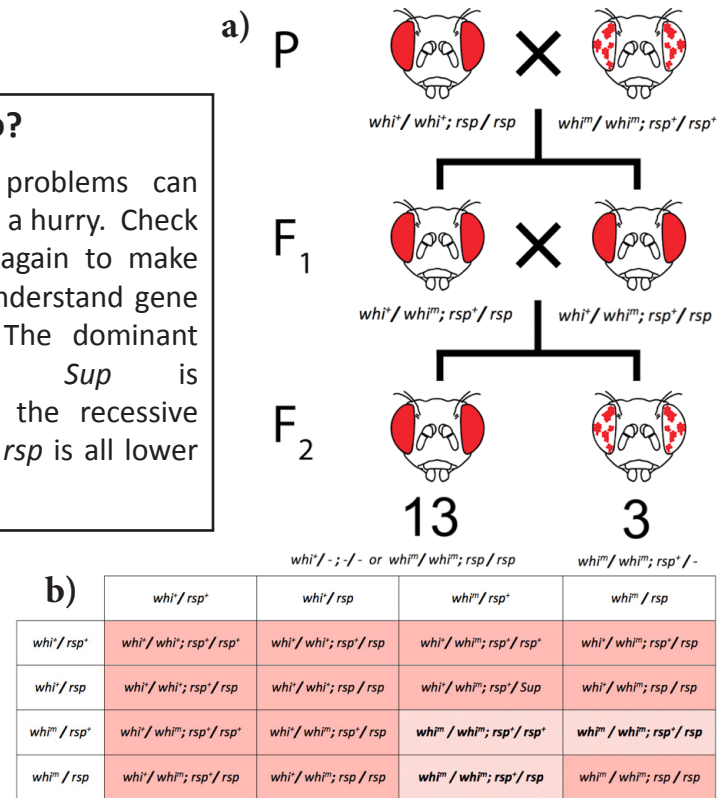 a)
P
whi⁺/ whi⁺; rsp / rsp
whiᵐ/ whiᵐ; rsp⁺/ rsp⁺
?
problems can
a hurry. Check
again to make
nderstand gene
The dominant
Sup is
the recessive
rsp is all lower
F₁
whi⁺/ whiᵐ; rsp⁺/ rsp
whi⁺/ whiᵐ; rsp⁺/ rsp
F₂
13
3
whi⁺/ - ; -/- or whiᵐ/ whiᵐ; rsp / rsp
whiᵐ/ whiᵐ; rsp⁺/ -
b)
whi⁺/ rsp⁺ whi⁺/ rsp whiᵐ/ rsp⁺ whiᵐ / rsp
whi⁺/ rsp⁺ whi⁺/ whi⁺; rsp⁺/ rsp⁺ whi⁺/ whi⁺; rsp⁺/ rsp whi⁺/ whiᵐ; rsp⁺/ rsp⁺ whi⁺/ whiᵐ; rsp⁺/ rsp
whi⁺/ rsp whi⁺/ whi⁺; rsp⁺/ rsp whi⁺/ whi⁺; rsp / rsp whi⁺/ whiᵐ; rsp⁺/ Sup whi⁺/ whiᵐ; rsp / rsp
whiᵐ / rsp⁺ whi⁺/ whiᵐ; rsp⁺/ rsp⁺ whi⁺/ whiᵐ; rsp⁺/ rsp whiᵐ / whiᵐ; rsp⁺/ rsp⁺ whiᵐ / whiᵐ; rsp⁺/ rsp
whiᵐ / rsp whi⁺/ whiᵐ; rsp⁺/ rsp whi⁺/ whiᵐ; rsp / rsp whiᵐ / whiᵐ; rsp⁺/ rsp whiᵐ / whiᵐ; rsp / rsp